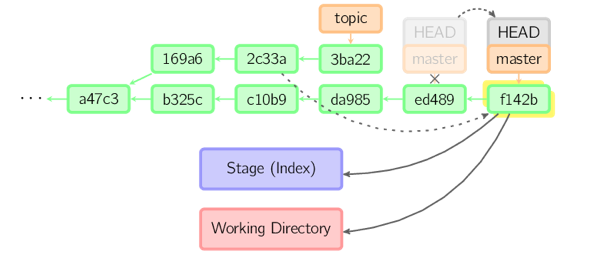 topic
HEAD
HEAD
master
master
169a6
2c33a
3ba22
...
a47c3
b325c
c10b9
da985
ed489
f142b
Stage (Index)
Working Directory